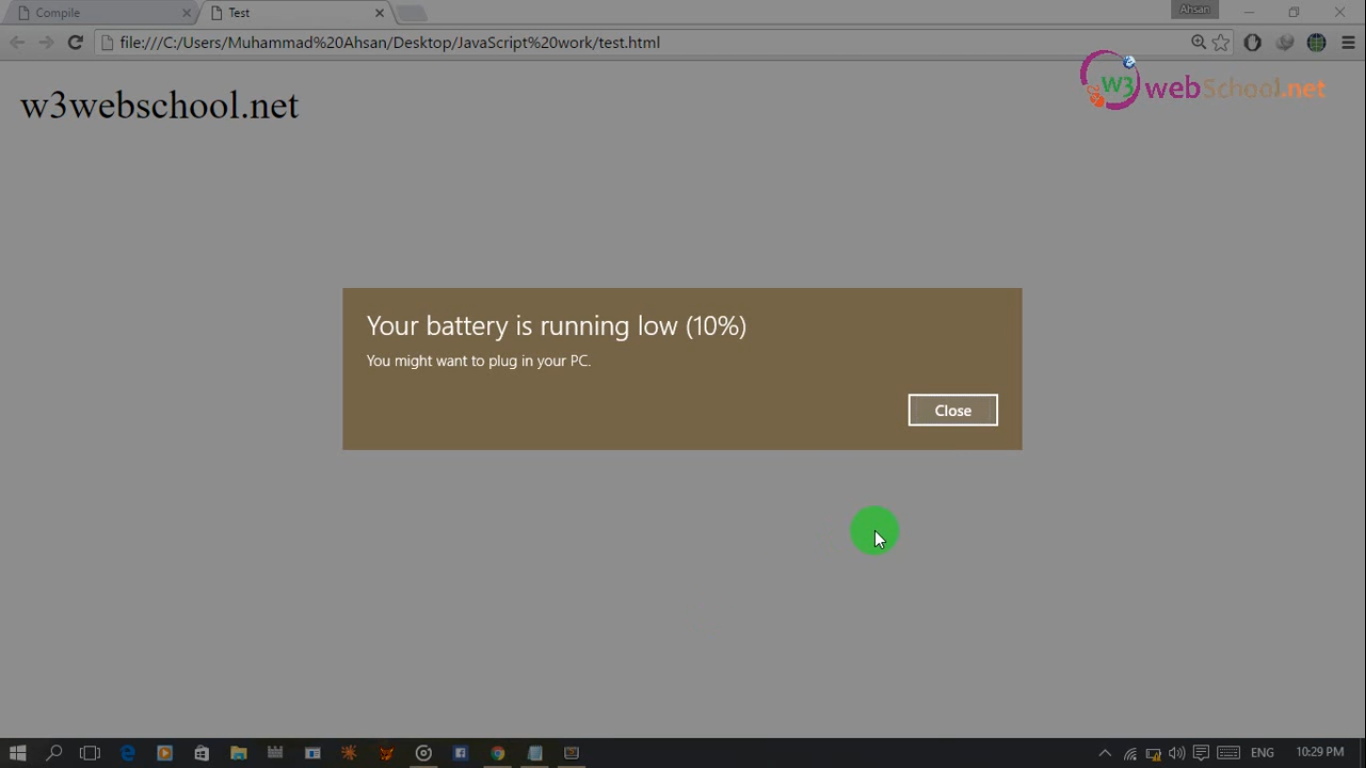 Compile
Test
Ahsan
file:///C:/Users/Muhammad%20Ahsan/Desktop/JavaScript%20work/test.html
w3webschool.net
W3 webSchool.net
Your battery is running low (10%)
You might want to plug in your PC.
Close
ENG
10:29 PM